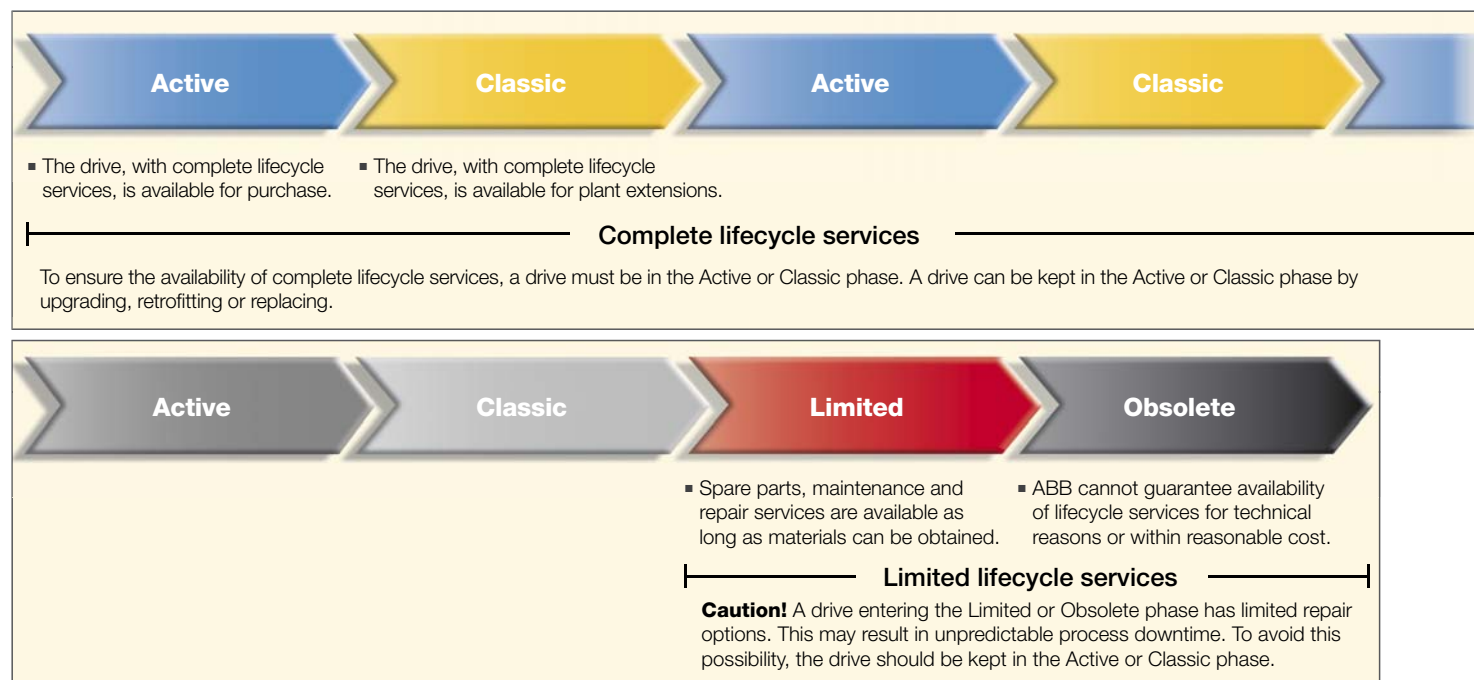 Active
Classic
Active
Classic
▪ The drive, with complete lifecycle
services, is available for purchase.
▪ The drive, with complete lifecycle
services, is available for plant extensions.
Complete lifecycle services
To ensure the availability of complete lifecycle services, a drive must be in the Active or Classic phase. A drive can be kept in the Active or Classic phase by
upgrading, retrofitting or replacing.
Active
Classic
Limited
Obsolete
▪ Spare parts, maintenance and
repair services are available as
long as materials can be obtained.
▪ ABB cannot guarantee availability
of lifecycle services for technical
reasons or within reasonable cost.
Limited lifecycle services
Caution! A drive entering the Limited or Obsolete phase has limited repair
options. This may result in unpredictable process downtime. To avoid this
possibility, the drive should be kept in the Active or Classic phase.